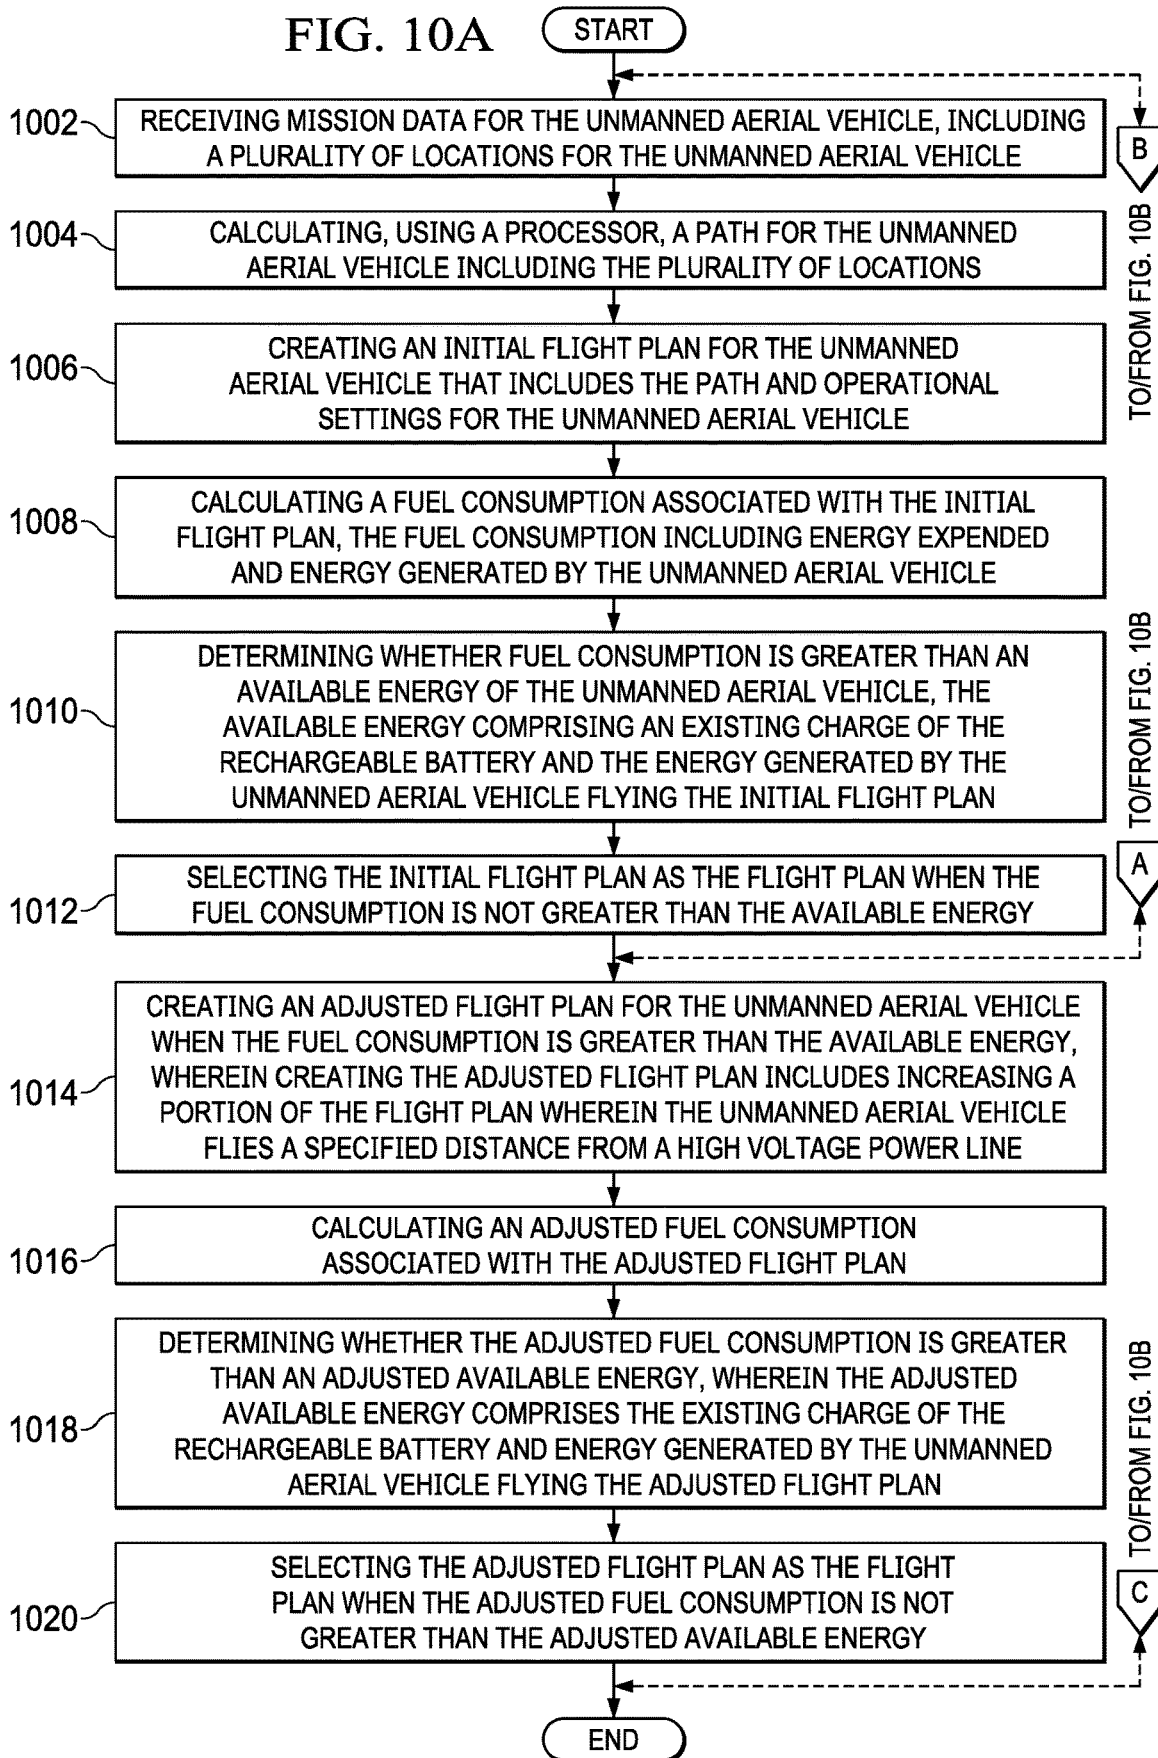 FIG. 10A
START
1002
RECEIVING MISSION DATA FOR THE UNMANNED AERIAL VEHICLE, INCLUDING
A PLURALITY OF LOCATIONS FOR THE UNMANNED AERIAL VEHICLE
B
TO/FROM FIG. 10B
1004
CALCULATING, USING A PROCESSOR, A PATH FOR THE UNMANNED
AERIAL VEHICLE INCLUDING THE PLURALITY OF LOCATIONS
1006
CREATING AN INITIAL FLIGHT PLAN FOR THE UNMANNED
AERIAL VEHICLE THAT INCLUDES THE PATH AND OPERATIONAL
SETTINGS FOR THE UNMANNED AERIAL VEHICLE
1008
CALCULATING A FUEL CONSUMPTION ASSOCIATED WITH THE INITIAL
FLIGHT PLAN, THE FUEL CONSUMPTION INCLUDING ENERGY EXPENDED
AND ENERGY GENERATED BY THE UNMANNED AERIAL VEHICLE
1010
DETERMINING WHETHER FUEL CONSUMPTION IS GREATER THAN AN
AVAILABLE ENERGY OF THE UNMANNED AERIAL VEHICLE, THE
AVAILABLE ENERGY COMPRISING AN EXISTING CHARGE OF THE
RECHARGEABLE BATTERY AND THE ENERGY GENERATED BY THE
UNMANNED AERIAL VEHICLE FLYING THE INITIAL FLIGHT PLAN
TO/FROM FIG. 10B
A
1012
SELECTING THE INITIAL FLIGHT PLAN AS THE FLIGHT PLAN WHEN THE
FUEL CONSUMPTION IS NOT GREATER THAN THE AVAILABLE ENERGY
1014
CREATING AN ADJUSTED FLIGHT PLAN FOR THE UNMANNED AERIAL VEHICLE
WHEN THE FUEL CONSUMPTION IS GREATER THAN THE AVAILABLE ENERGY,
WHEREIN CREATING THE ADJUSTED FLIGHT PLAN INCLUDES INCREASING A
PORTION OF THE FLIGHT PLAN WHEREIN THE UNMANNED AERIAL VEHICLE
FLIES A SPECIFIED DISTANCE FROM A HIGH VOLTAGE POWER LINE
1016
CALCULATING AN ADJUSTED FUEL CONSUMPTION
ASSOCIATED WITH THE ADJUSTED FLIGHT PLAN
1018
DETERMINING WHETHER THE ADJUSTED FUEL CONSUMPTION IS GREATER
THAN AN ADJUSTED AVAILABLE ENERGY, WHEREIN THE ADJUSTED
AVAILABLE ENERGY COMPRISES THE EXISTING CHARGE OF THE
RECHARGEABLE BATTERY AND ENERGY GENERATED BY THE UNMANNED
AERIAL VEHICLE FLYING THE ADJUSTED FLIGHT PLAN
TO/FROM FIG. 10B
C
1020
SELECTING THE ADJUSTED FLIGHT PLAN AS THE FLIGHT
PLAN WHEN THE ADJUSTED FUEL CONSUMPTION IS NOT
GREATER THAN THE ADJUSTED AVAILABLE ENERGY
END